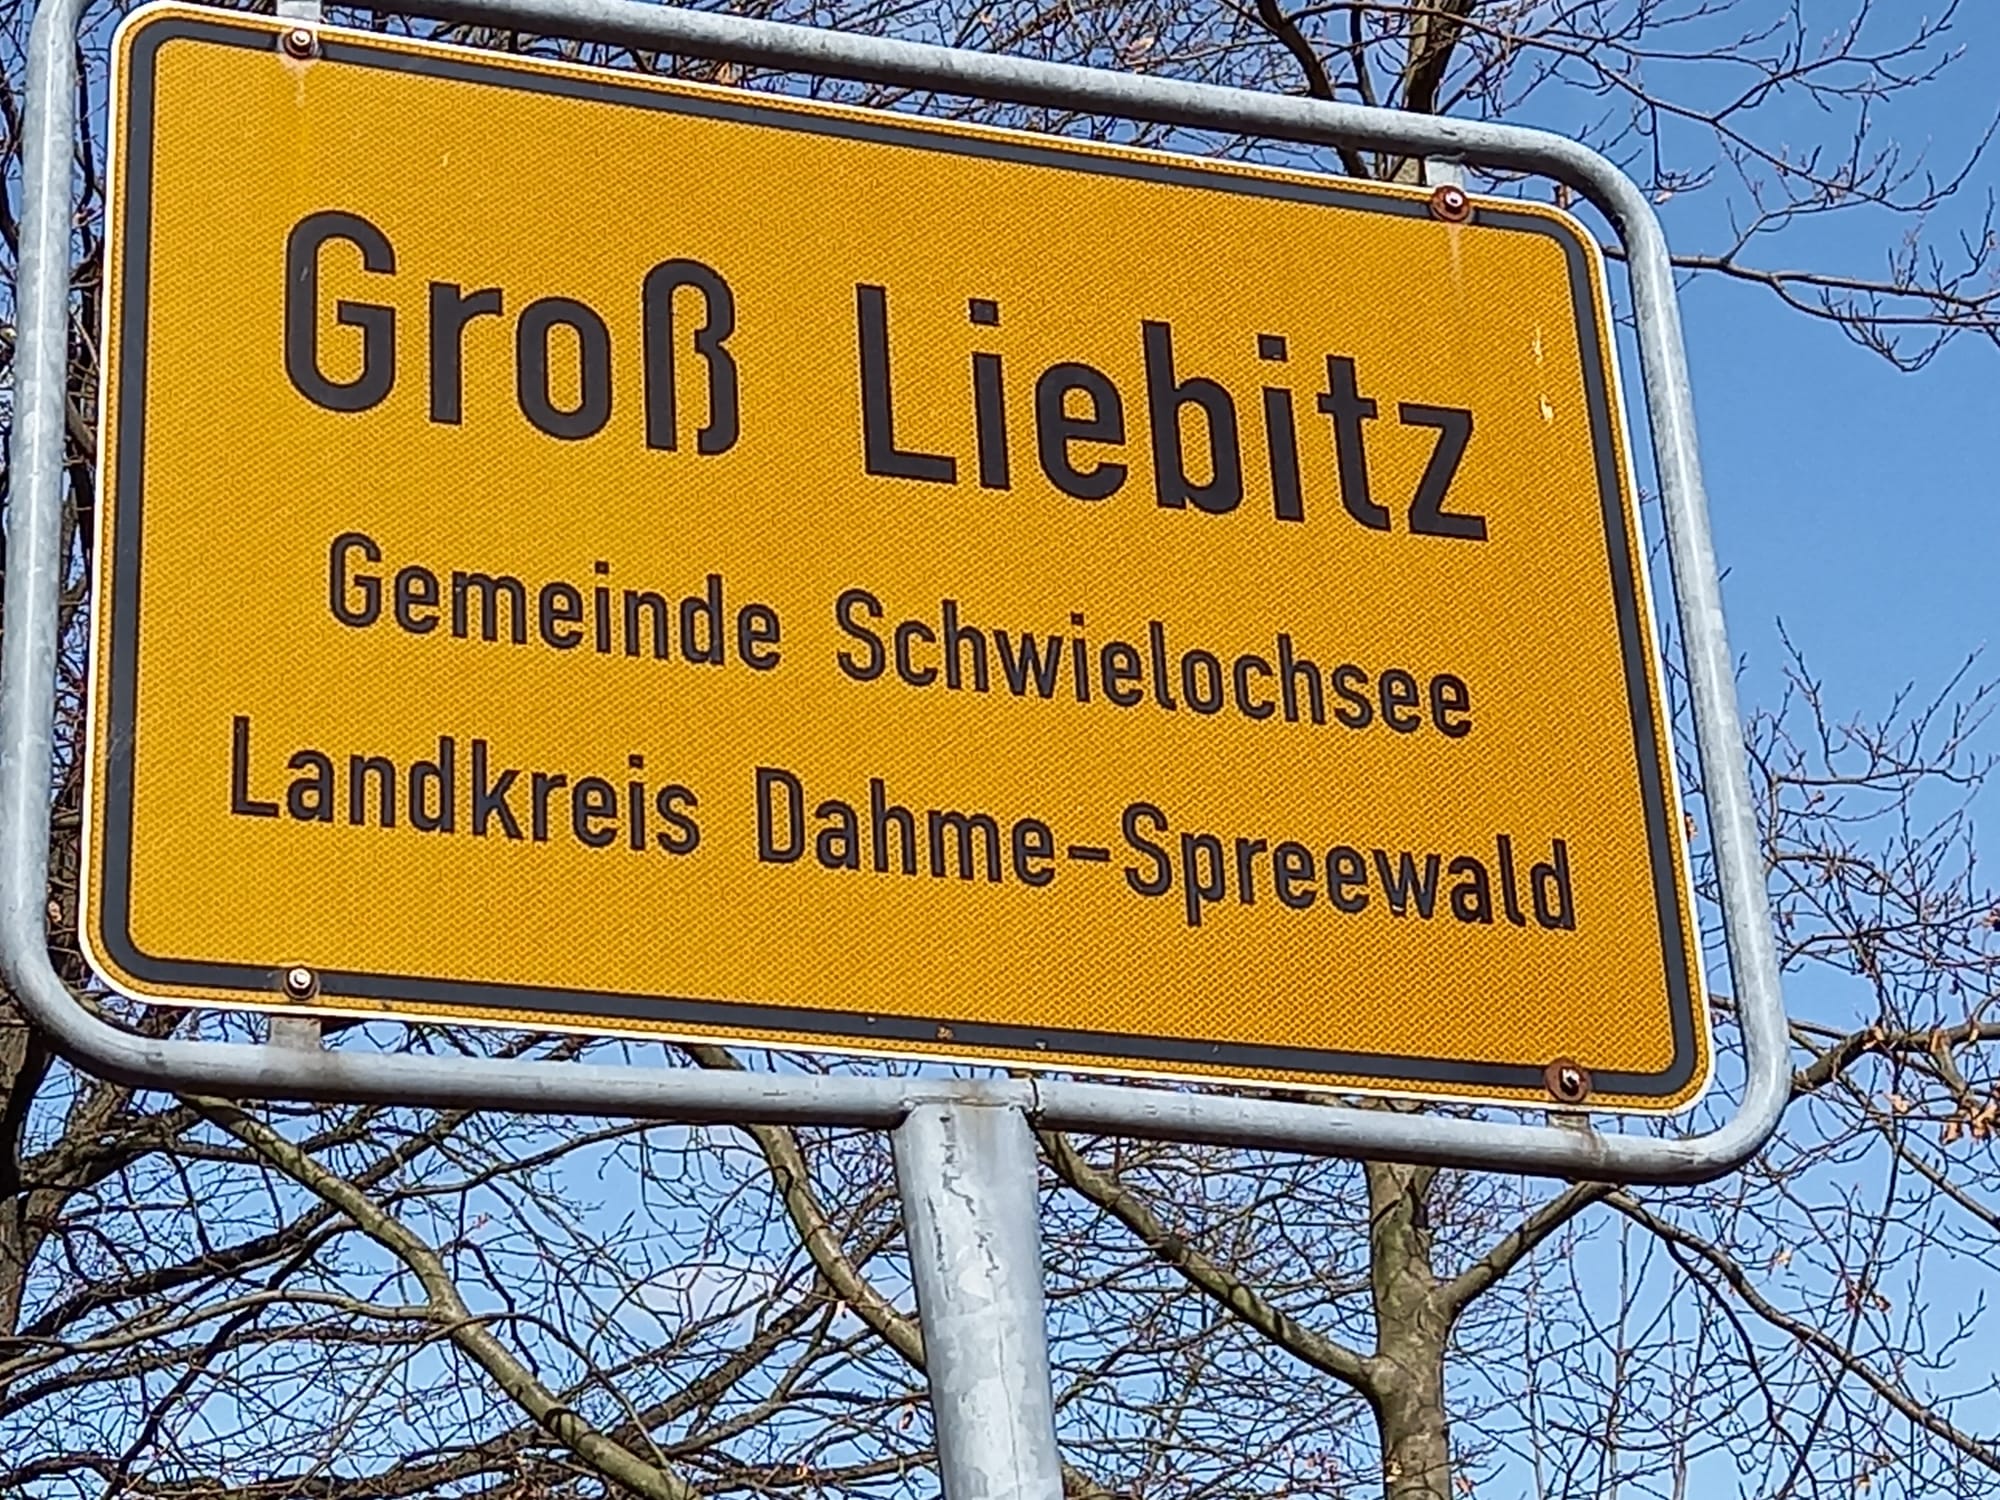 Groß Liebitz
Gemeinde Schwielochsee
Landkreis Dahme-Spreewald